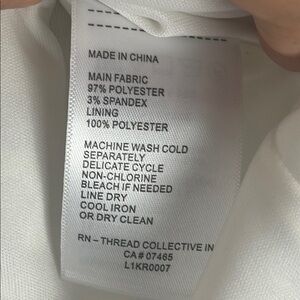 MADE IN CHINA
MAIN FABRIC
97% POLYESTER
3% SPANDEX
LINING
100% POLYESTER
MACHINE WASH COLD
SEPARATELY
DELICATE CYCLE
NON-CHLORINE
BLEACH IF NEEDED
LINE DRY
COOL IRON
OR DRY CLEAN
RN – THREAD COLLECTIVE IN
CA # 07465
L1KR0007